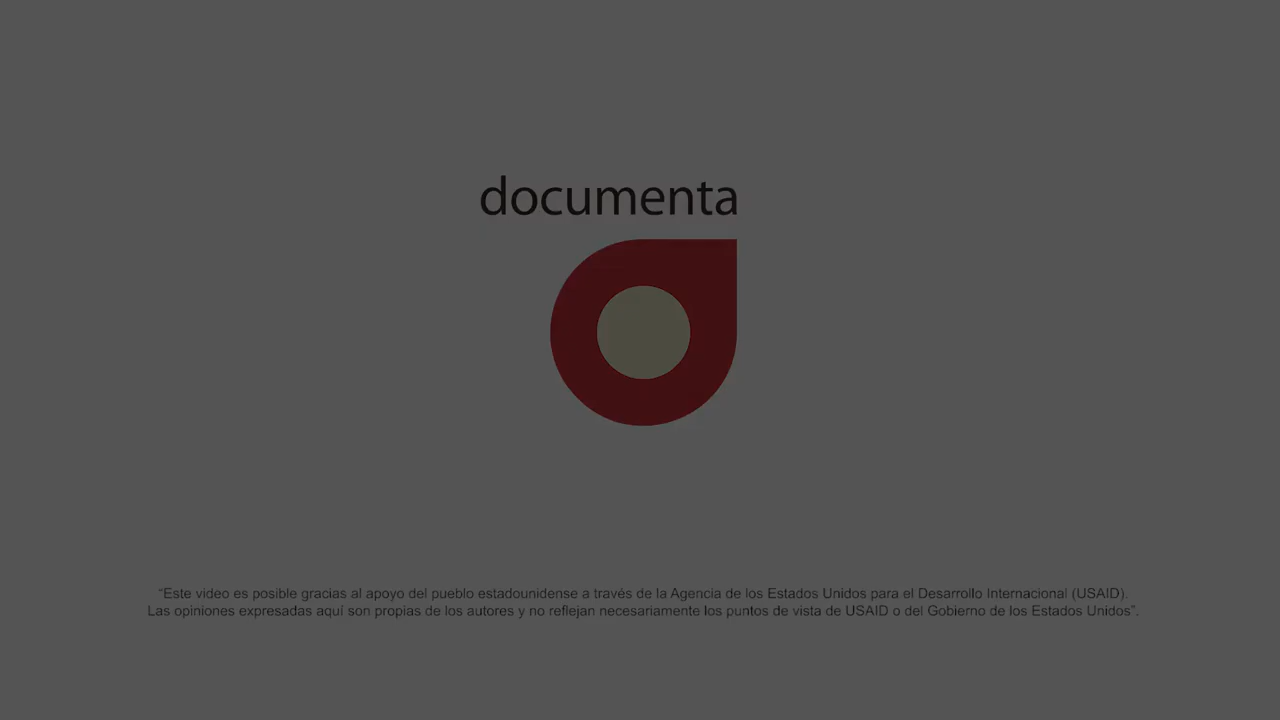 documenta
“Este video es posible gracias al apoyo del pueblo estadounidense a través de la Agencia de los Estados Unidos para el Desarrollo Internacional (USAID).
Las opiniones expresadas aquí son propias de los autores y no reflejan necesariamente los puntos de vista de USAID o del Gobierno de los Estados Unidos”.